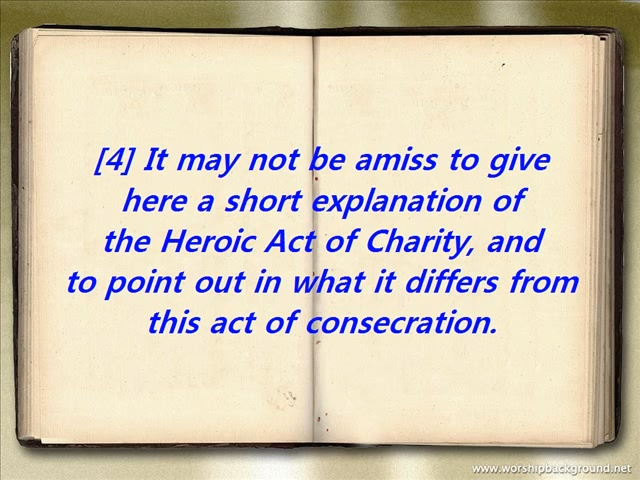 [4] It may not be amiss to give
here a short explanation of
the Heroic Act of Charity, and
to point out in what it differs from
this act of consecration.
www.worshipbackground.net